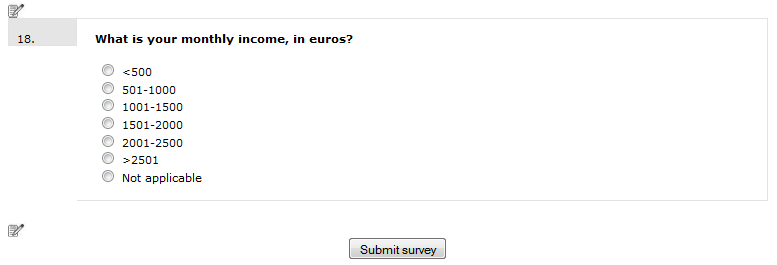 18. What is your monthly income, in euros?
<500
501-1000
1001-1500
1501-2000
2001-2500
>2501
Not applicable
Submit survey